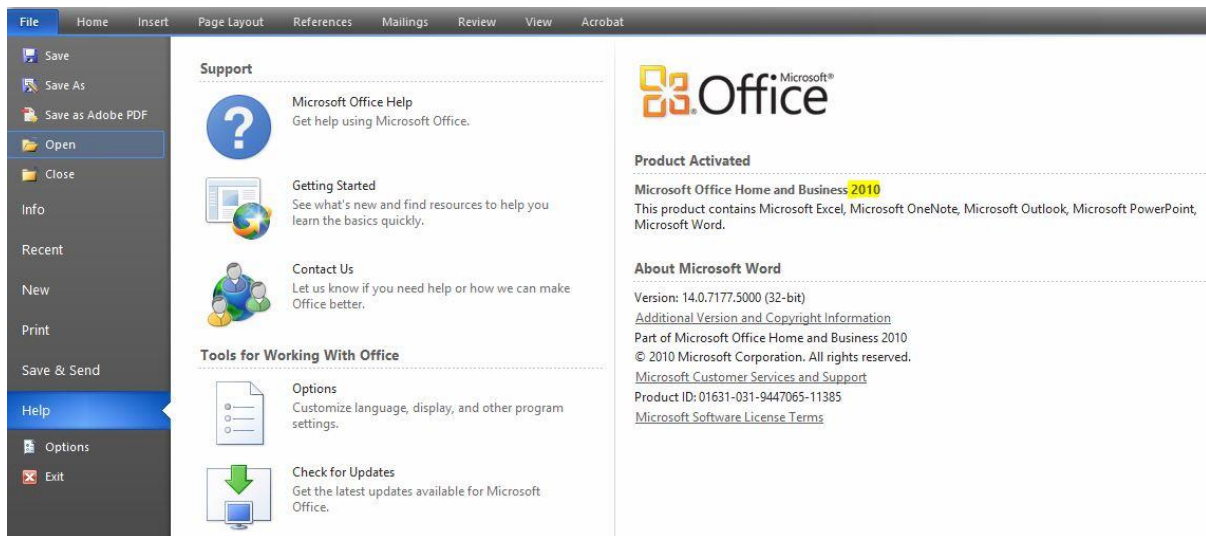 File Home Insert Page Layout References Mailings Review View Acrobat
Save
Save As
Save as Adobe PDF
Open
Close
Info
Recent
New
Print
Save & Send
Help
Options
Exit
Support
Microsoft Office Help
Get help using Microsoft Office.
Getting Started
See what's new and find resources to help you
learn the basics quickly.
Contact Us
Let us know if you need help or how we can make
Office better.
Tools for Working With Office
Options
Customize language, display, and other program
settings.
Check for Updates
Get the latest updates available for Microsoft
Office.
Microsoft®
Office
Product Activated
Microsoft Office Home and Business 2010
This product contains Microsoft Excel, Microsoft OneNote, Microsoft Outlook, Microsoft PowerPoint,
Microsoft Word.
About Microsoft Word
Version: 14.0.7177.5000 (32-bit)
Additional Version and Copyright Information
Part of Microsoft Office Home and Business 2010
© 2010 Microsoft Corporation. All rights reserved.
Microsoft Customer Services and Support
Product ID: 01631-031-9447065-11385
Microsoft Software License Terms